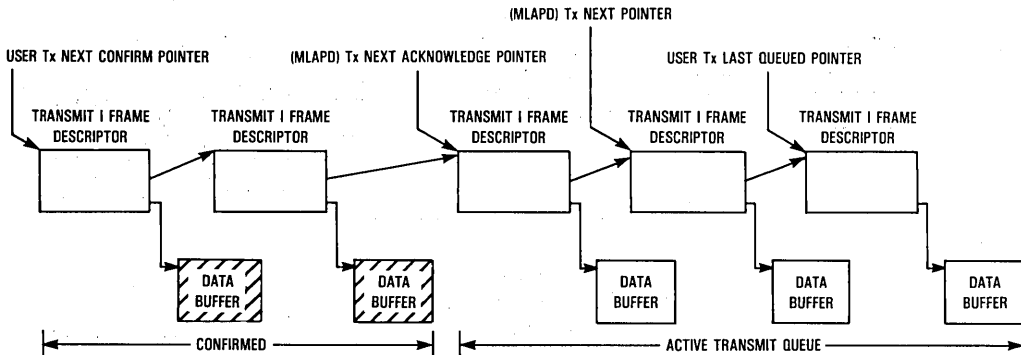 (MLAPD) Tx NEXT POINTER
USER Tx NEXT CONFIRM POINTER
(MLAPD) Tx NEXT ACKNOWLEDGE POINTER
USER Tx LAST QUEUED POINTER
TRANSMIT I FRAME
DESCRIPTOR
TRANSMIT I FRAME
DESCRIPTOR
TRANSMIT I FRAME
DESCRIPTOR
TRANSMIT I FRAME
DESCRIPTOR
TRANSMIT I FRAME
DESCRIPTOR
DATA
BUFFER
DATA
BUFFER
DATA
BUFFER
DATA
BUFFER
DATA
BUFFER
CONFIRMED
ACTIVE TRANSMIT QUEUE